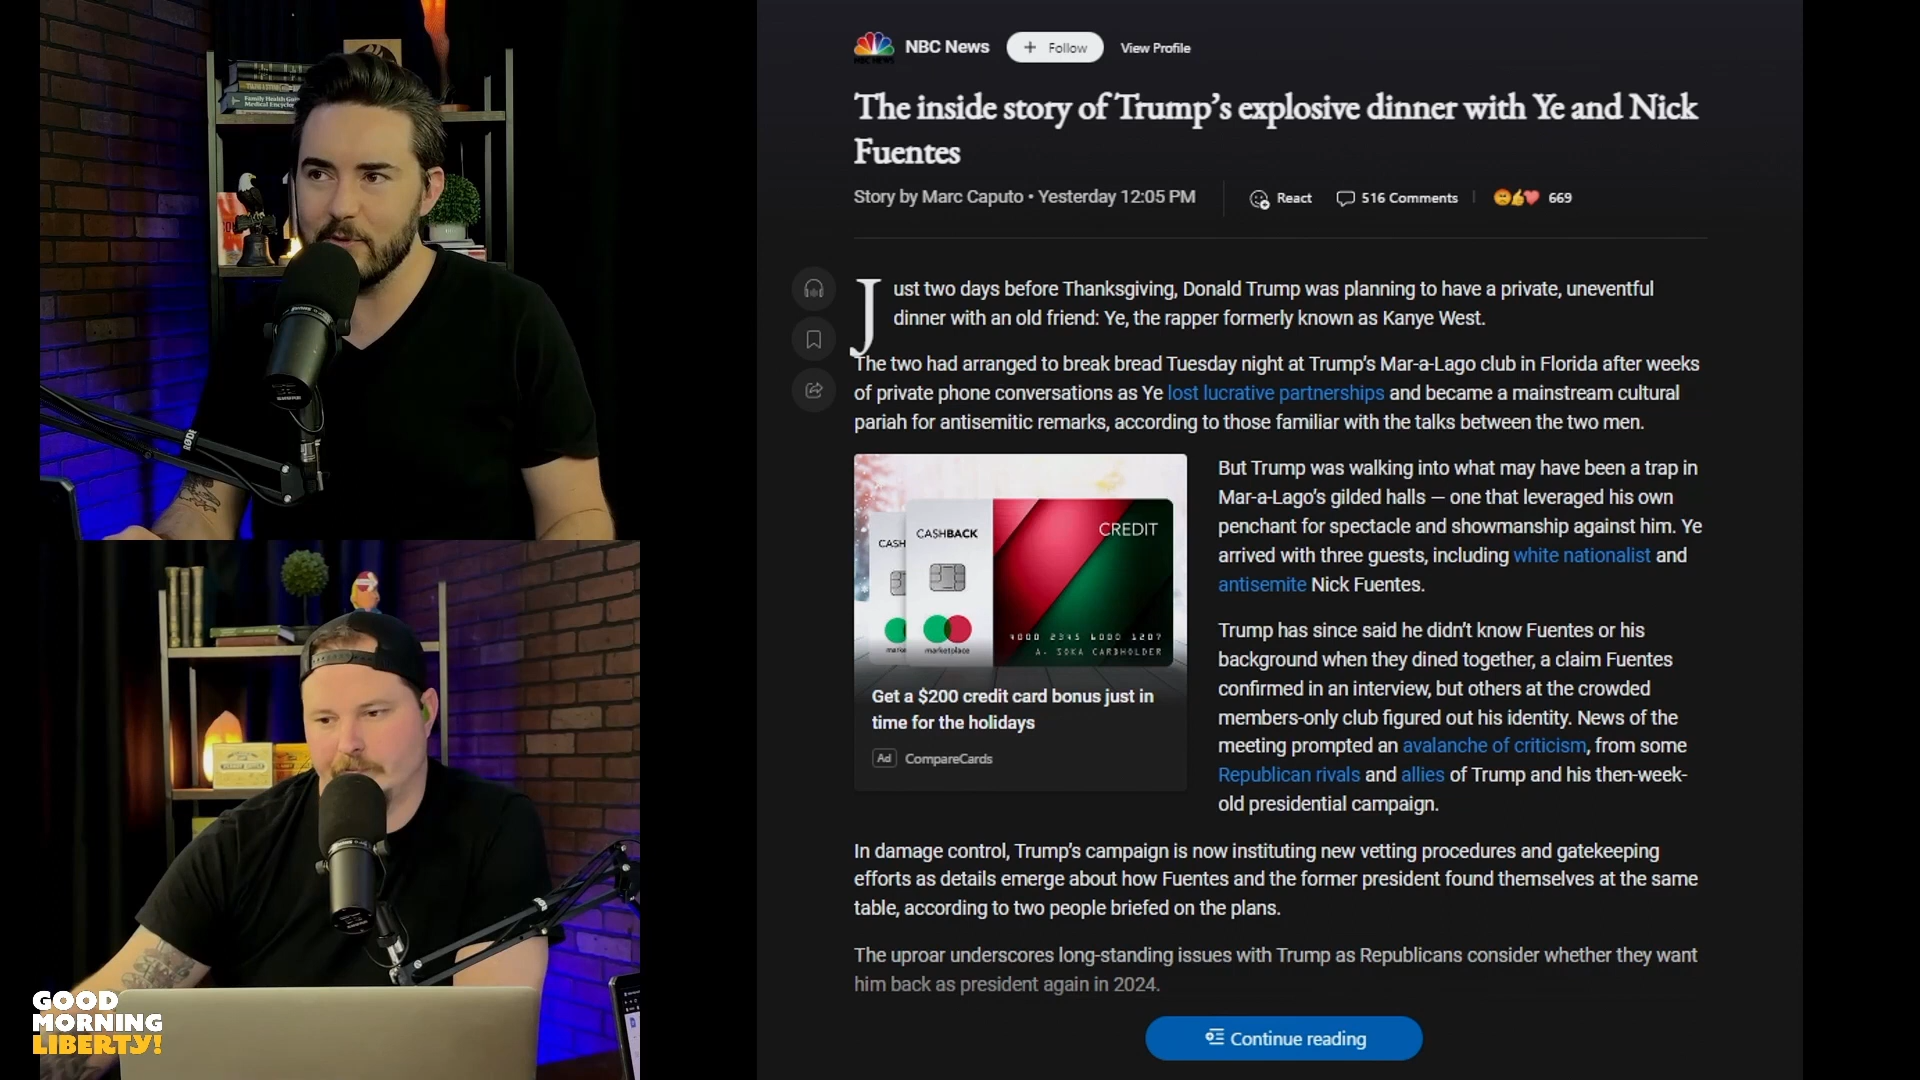 NBC News
Follow
View Profile
The inside story of Trump's explosive dinner with Ye and Nick
Fuentes
Story by Marc Caputo • Yesterday 12:05 PM
React
516 Comments
669
Just two days before Thanksgiving, Donald Trump was planning to have a private, uneventful
dinner with an old friend: Ye, the rapper formerly known as Kanye West.
The two had arranged to break bread Tuesday night at Trump's Mar-a-Lago club in Florida after weeks
of private phone conversations as Ye lost lucrative partnerships and became a mainstream cultural
pariah for antisemitic remarks, according to those familiar with the talks between the two men.
CASH
CASHBACK
CREDIT
marketplace
4000 2345 6000 1207
A. SOKA CARDHOLDER
Get a $200 credit card bonus just in
time for the holidays
Ad CompareCards
But Trump was walking into what may have been a trap in
Mar-a-Lago's gilded halls — one that leveraged his own
penchant for spectacle and showmanship against him. Ye
arrived with three guests, including white nationalist and
antisemite Nick Fuentes.
Trump has since said he didn't know Fuentes or his
background when they dined together, a claim Fuentes
confirmed in an interview, but others at the crowded
members-only club figured out his identity. News of the
meeting prompted an avalanche of criticism, from some
Republican rivals and allies of Trump and his then-week-
old presidential campaign.
In damage control, Trump's campaign is now instituting new vetting procedures and gatekeeping
efforts as details emerge about how Fuentes and the former president found themselves at the same
table, according to two people briefed on the plans.
The uproar underscores long-standing issues with Trump as Republicans consider whether they want
him back as president again in 2024.
Continue reading
Family Health Guide
Medical Encyc
RØDE
GOOD
MORNING
LIBERTY!